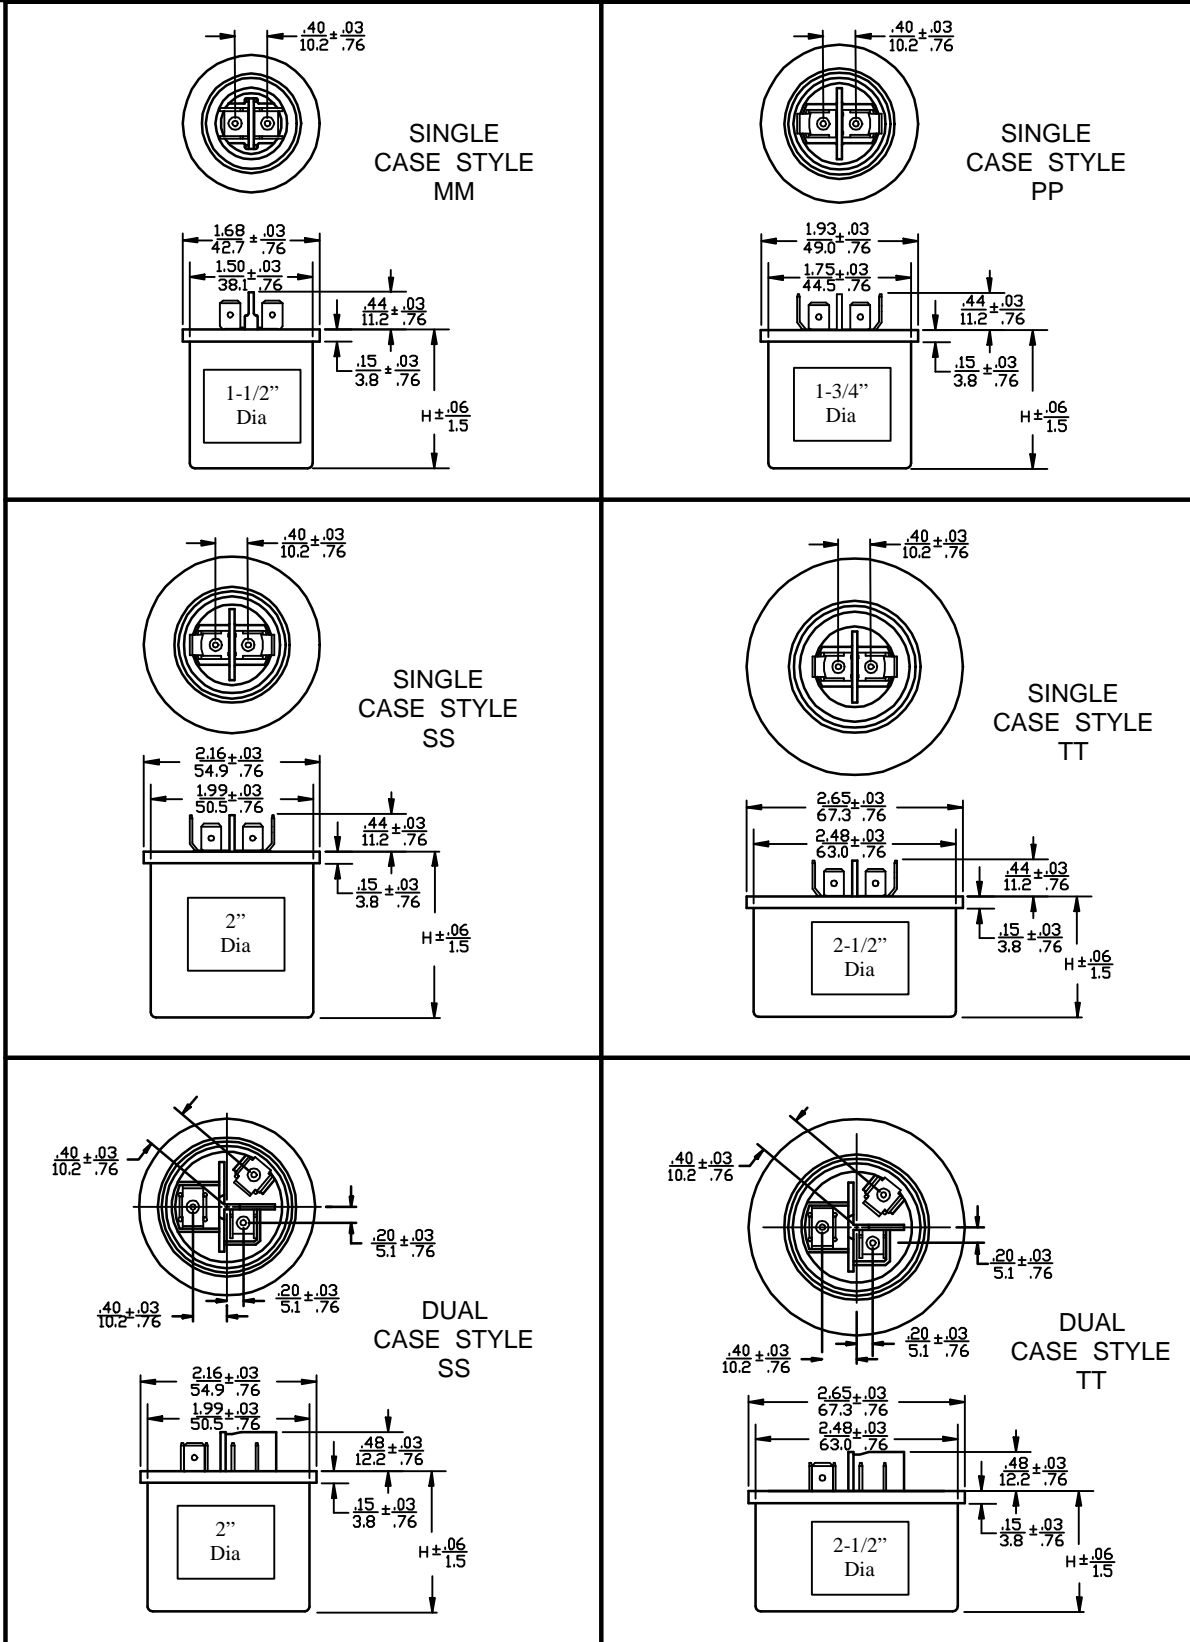 .40 ±.03
10.2 .76
SINGLE
CASE STYLE
MM
1.68 ±.03
42.7 .76
1.50 ±.03
38.1 .76
.44 ±.03
11.2 .76
.15 ±.03
3.8 .76
1-1/2”
Dia
H ±.06
1.5
.40 ±.03
10.2 .76
SINGLE
CASE STYLE
PP
1.93 ±.03
49.0 .76
1.75 ±.03
44.5 .76
.44 ±.03
11.2 .76
.15 ±.03
3.8 .76
1-3/4”
Dia
H ±.06
1.5
.40 ±.03
10.2 .76
SINGLE
CASE STYLE
SS
2.16 ±.03
54.9 .76
1.99 ±.03
50.5 .76
.44 ±.03
11.2 .76
.15 ±.03
3.8 .76
2”
Dia
H ±.06
1.5
.40 ±.03
10.2 .76
SINGLE
CASE STYLE
TT
2.65 ±.03
67.3 .76
2.48 ±.03
63.0 .76
.44 ±.03
11.2 .76
.15 ±.03
3.8 .76
2-1/2”
Dia
H ±.06
1.5
.40 ±.03
10.2 .76
.20 ±.03
5.1 .76
.20 ±.03
5.1 .76
.40 ±.03
10.2 .76
DUAL
CASE STYLE
SS
2.16 ±.03
54.9 .76
1.99 ±.03
50.5 .76
.48 ±.03
12.2 .76
.15 ±.03
3.8 .76
2”
Dia
H ±.06
1.5
.40 ±.03
10.2 .76
.20 ±.03
5.1 .76
.20 ±.03
5.1 .76
.40 ±.03
10.2 .76
DUAL
CASE STYLE
TT
2.65 ±.03
67.3 .76
2.48 ±.03
63.0 .76
.48 ±.03
12.2 .76
.15 ±.03
3.8 .76
2-1/2”
Dia
H ±.06
1.5